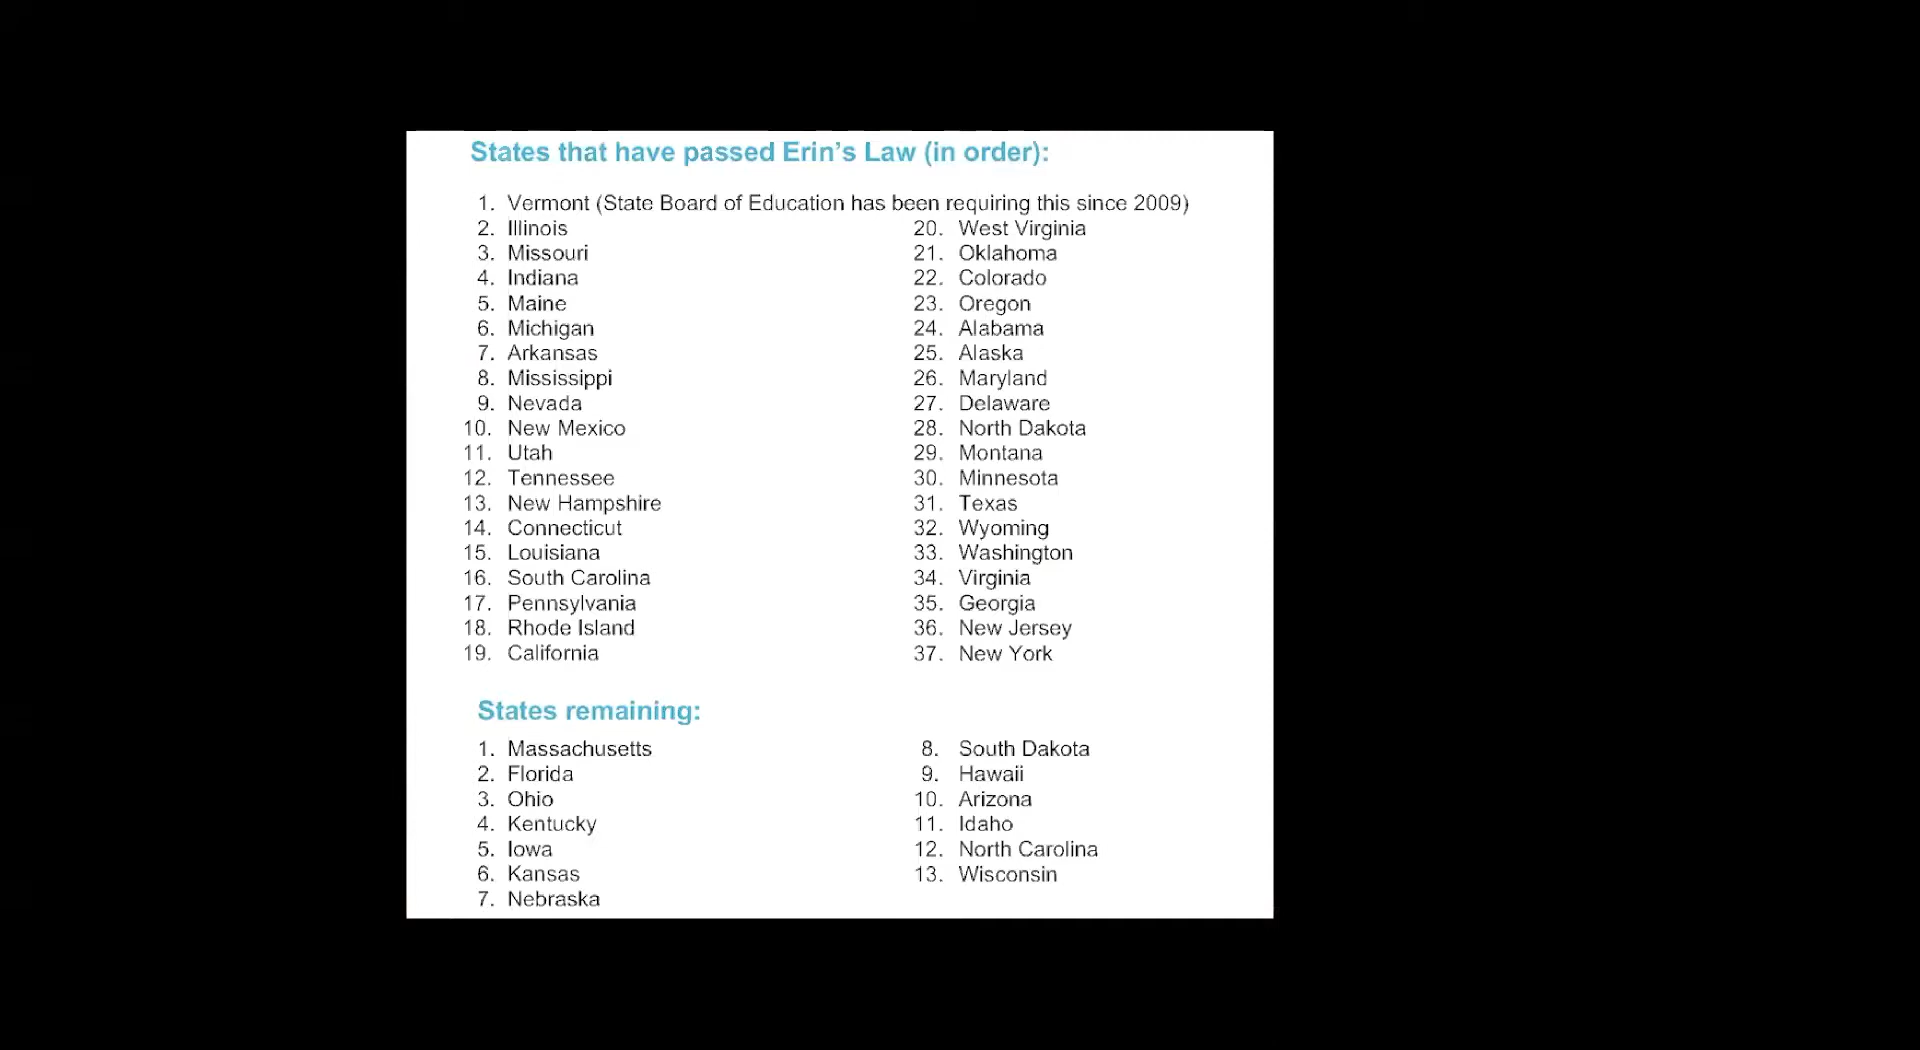 States that have passed Erin's Law (in order):
1. Vermont (State Board of Education has been requiring this since 2009)
2. Illinois
3. Missouri
4. Indiana
5. Maine
6. Michigan
7. Arkansas
8. Mississippi
9. Nevada
10. New Mexico
11. Utah
12. Tennessee
13. New Hampshire
14. Connecticut
15. Louisiana
16. South Carolina
17. Pennsylvania
18. Rhode Island
19. California
20. West Virginia
21. Oklahoma
22. Colorado
23. Oregon
24. Alabama
25. Alaska
26. Maryland
27. Delaware
28. North Dakota
29. Montana
30. Minnesota
31. Texas
32. Wyoming
33. Washington
34. Virginia
35. Georgia
36. New Jersey
37. New York
States remaining:
1. Massachusetts
2. Florida
3. Ohio
4. Kentucky
5. Iowa
6. Kansas
7. Nebraska
8. South Dakota
9. Hawaii
10. Arizona
11. Idaho
12. North Carolina
13. Wisconsin